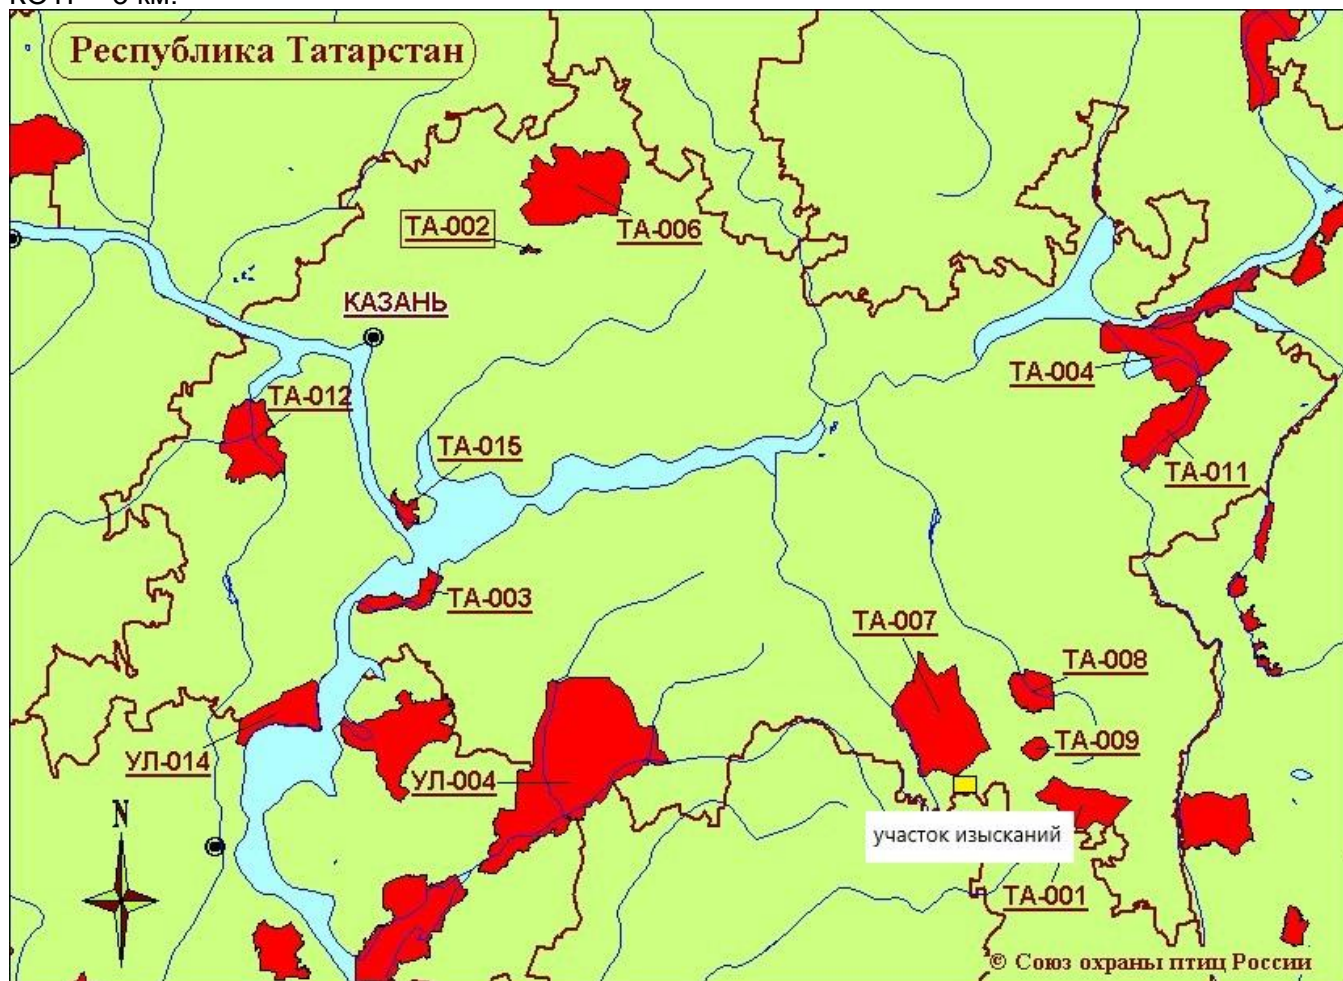 Республика Татарстан
ТА-002
ТА-006
КАЗАНЬ
ТА-004
ТА-012
ТА-015
ТА-011
ТА-003
ТА-007
ТА-008
ТА-009
УЛ-014
УЛ-004
N
участок изысканий
ТА-001
© Союз охраны птиц России